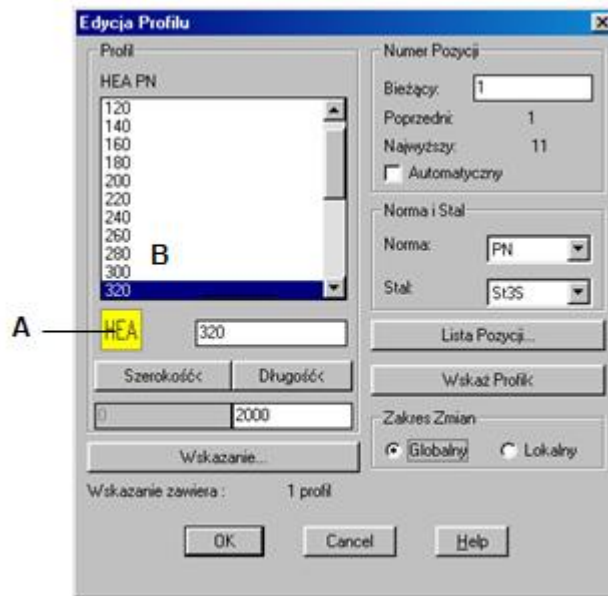 Edycja Profilu
Profil
HEA PN
120
140
160
180
200
220
240
260
280
300
320
B
A
HEA
320
Szerokość<
Długość<
0
2000
Wskazanie...
Wskazanie zawiera :
1 profil
Numer Pozycji
Bieżący:
1
Poprzedni:
1
Najwyższy:
11
Automatyczny
Norma i Stal
Norma:
PN
Stal:
St3S
Lista Pozycji...
Wskaż Profil<
Zakres Zmian
Globalny
Lokalny
OK
Cancel
Help